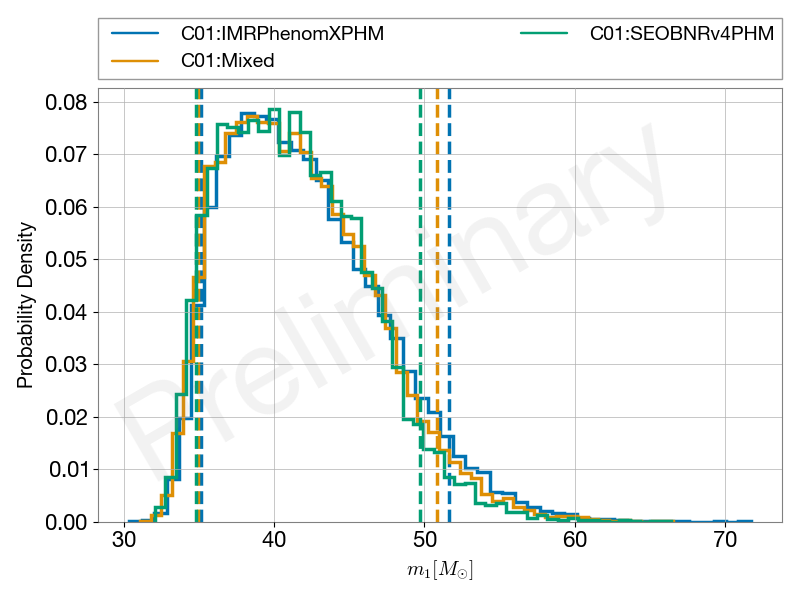 C01:IMRPhenomXPHM
C01:Mixed
C01:SEOBNRv4PHM
Preliminary
Probability Density
0.08
0.07
0.06
0.05
0.04
0.03
0.02
0.01
0.00
30 40 50 60 70
m₁[M☉]